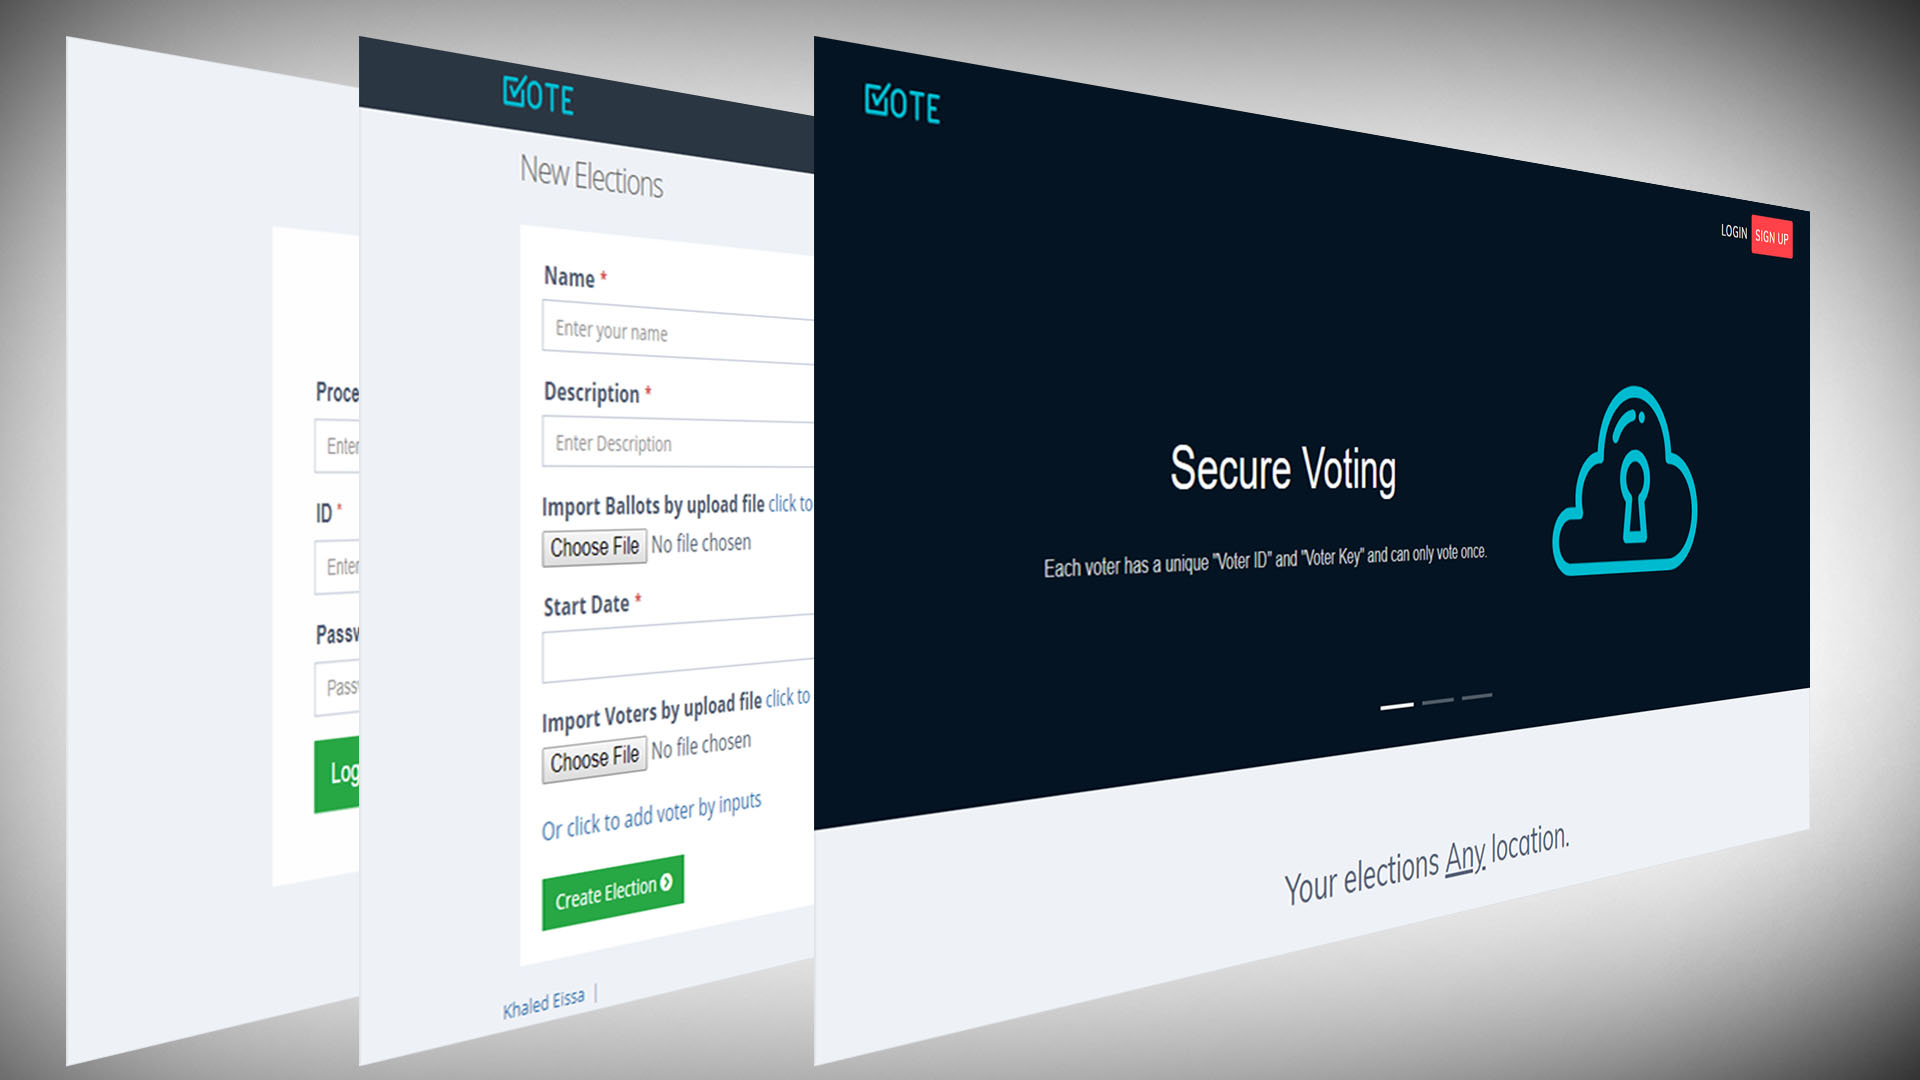 Proce
Enter
ID *
Enter
Passw
Pass
Log
VOTE
New Elections
Name *
Enter your name
Description *
Enter Description
Import Ballots by upload file click to
Choose File No file chosen
Start Date *
Import Voters by upload file click to
Choose File No file chosen
Or click to add voter by inputs
Create Election
Khaled Eissa |
VOTE
LOGIN SIGN UP
Secure Voting
Each voter has a unique "Voter ID" and "Voter Key" and can only vote once.
Your elections Any location.